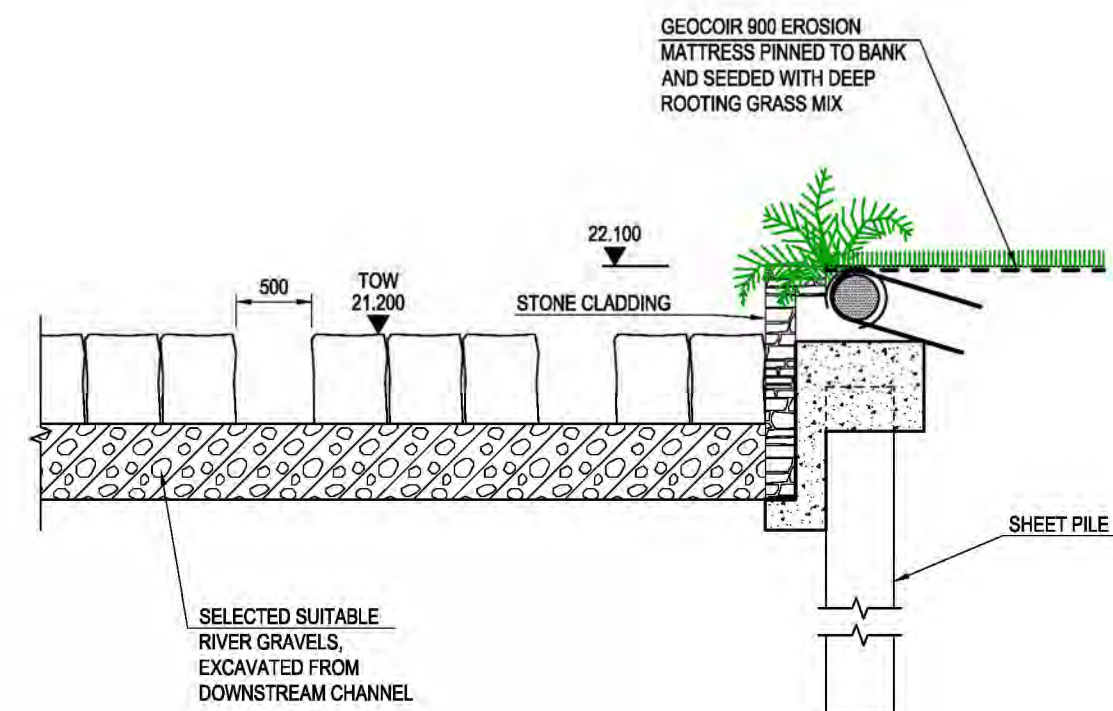 GEOCOIR 900 EROSION
MATTRESS PINNED TO BANK
AND SEEDED WITH DEEP
ROOTING GRASS MIX
22.100
500
TOW
21.200
STONE CLADDING
SHEET PILE
SELECTED SUITABLE
RIVER GRAVELS,
EXCAVATED FROM
DOWNSTREAM CHANNEL